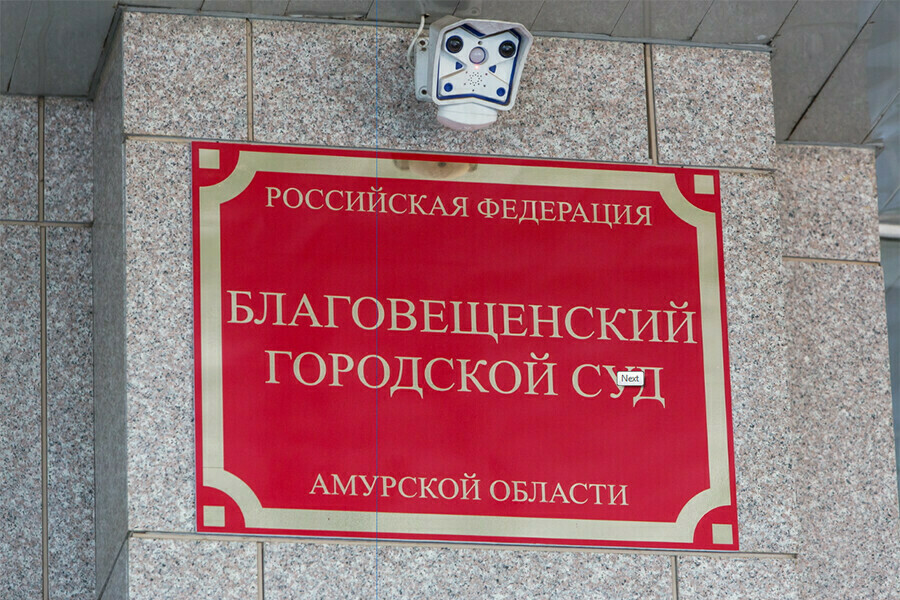 РОССИЙСКАЯ ФЕДЕРАЦИЯ
БЛАГОВЕЩЕНСКИЙ
ГОРОДСКОЙ СУД
Next
АМУРСКОЙ ОБЛАСТИ